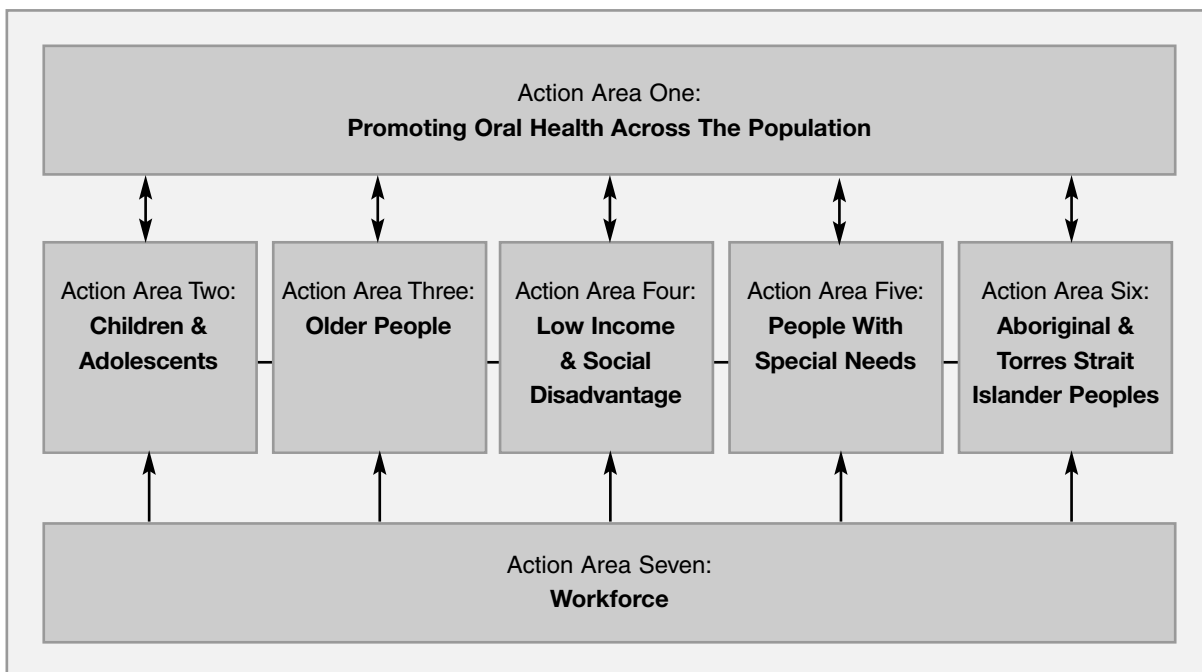 Action Area One:
Promoting Oral Health Across The Population
Action Area Two:
Children &
Adolescents
Action Area Three:
Older People
Action Area Four:
Low Income
& Social
Disadvantage
Action Area Five:
People With
Special Needs
Action Area Six:
Aboriginal &
Torres Strait
Islander Peoples
Action Area Seven:
Workforce